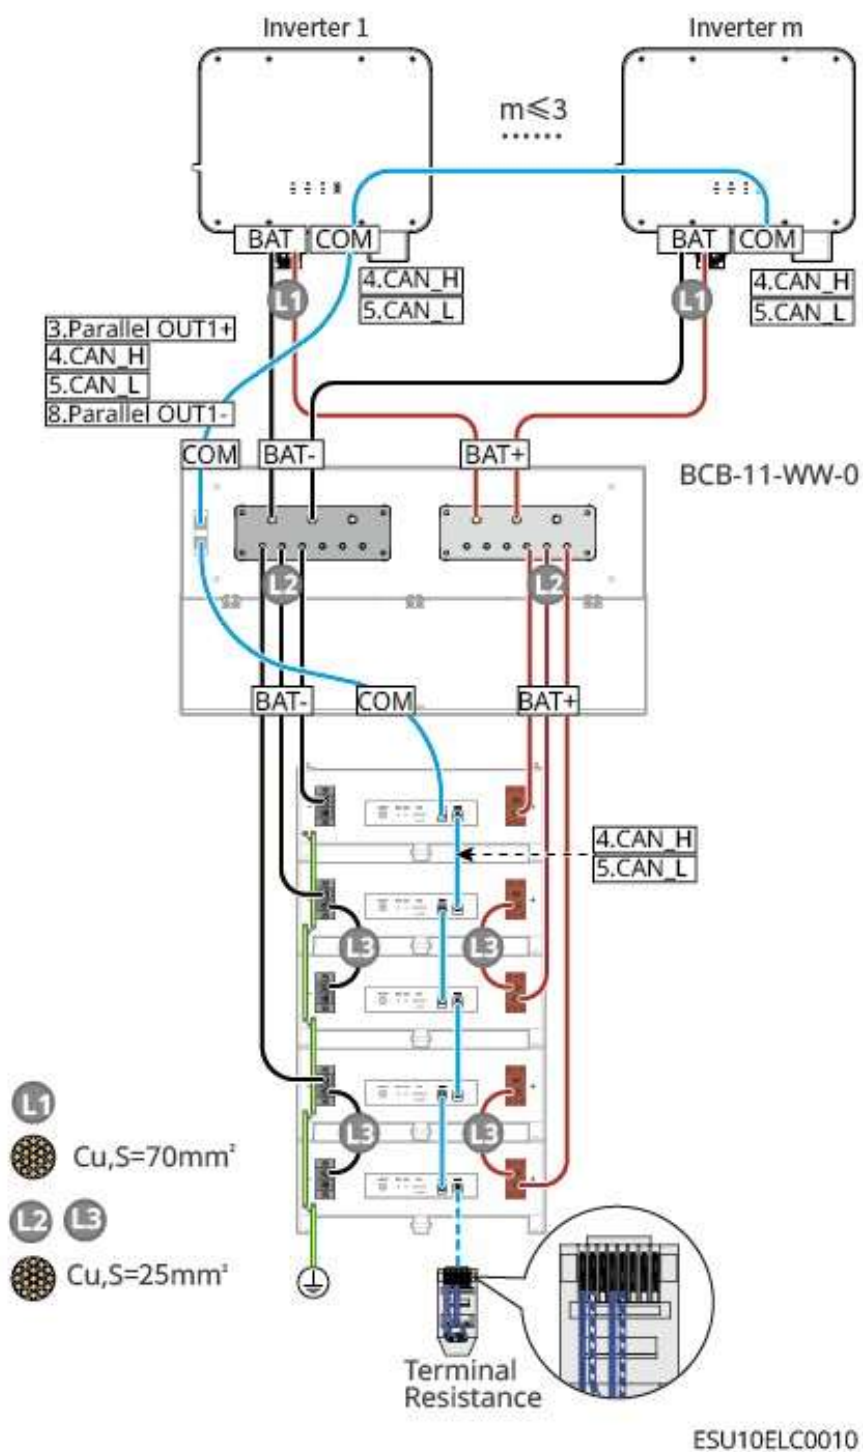 Inverter 1
Inverter m
m≤3
BAT
COM
BAT
COM
4.CAN_H
5.CAN_L
4.CAN_H
5.CAN_L
L1
L1
3.Parallel OUT1+
4.CAN_H
5.CAN_L
8.Parallel OUT1-
COM
BAT-
BAT+
BCB-11-WW-0
L2
L2
BAT-
COM
BAT+
4.CAN_H
5.CAN_L
L3
L3
L3
L3
L1
Cu,S=70mm²
L2 L3
Cu,S=25mm²
Terminal
Resistance
ESU10ELC0010